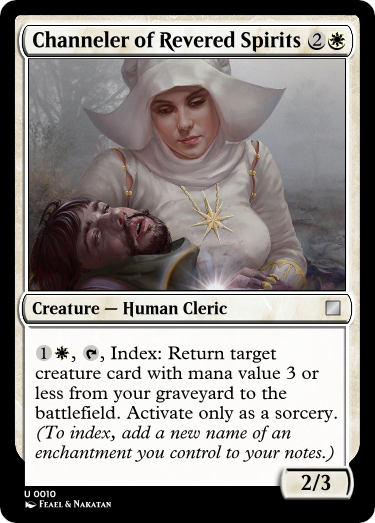 Channeler of Revered Spirits 2
Creature — Human Cleric
1 , , Index: Return target
creature card with mana value 3 or
less from your graveyard to the
battlefield. Activate only as a sorcery.
(To index, add a new name of an
enchantment you control to your notes.)
2/3
U 0010
Feael & Nakatan